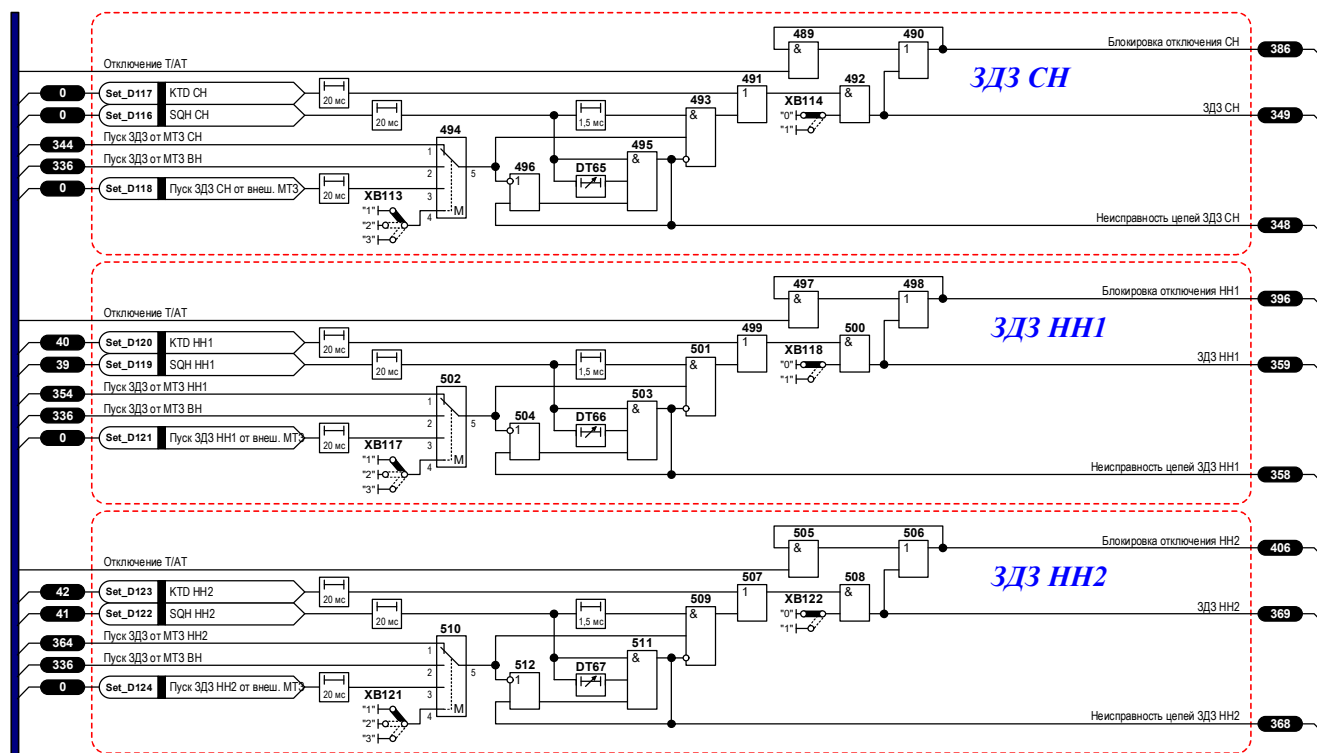 489
490
&
1
Блокировка отключения СН
386
ЗДЗ СН
Отключение Т/АТ
0
Set_D117
KTD СН
20 мс
491
1
492
&
XB114
"0"
"1"
ЗДЗ СН
349
0
Set_D116
SQH СН
20 мс
1,5 мс
493
&
344
Пуск ЗДЗ от МТЗ СН
494
1
2
3
4
5
М
336
Пуск ЗДЗ от МТЗ ВН
0
Set_D118
Пуск ЗДЗ СН от внеш. МТЗ
20 мс
XB113
"1"
"2"
"3"
496
1
DT65
495
&
Неисправность цепей ЗДЗ СН
348
497
498
&
1
Блокировка отключения НН1
396
ЗДЗ НН1
Отключение Т/АТ
40
Set_D120
KTD НН1
20 мс
499
1
500
&
XB118
"0"
"1"
ЗДЗ НН1
359
39
Set_D119
SQH НН1
20 мс
1,5 мс
501
&
354
Пуск ЗДЗ от МТЗ НН1
502
1
2
3
4
5
М
336
Пуск ЗДЗ от МТЗ ВН
0
Set_D121
Пуск ЗДЗ НН1 от внеш. МТЗ
20 мс
XB117
"1"
"2"
"3"
504
1
DT66
503
&
Неисправность цепей ЗДЗ НН1
358
505
506
&
1
Блокировка отключения НН2
406
ЗДЗ НН2
Отключение Т/АТ
42
Set_D123
KTD НН2
20 мс
507
1
508
&
XB122
"0"
"1"
ЗДЗ НН2
369
41
Set_D122
SQH НН2
20 мс
1,5 мс
509
&
364
Пуск ЗДЗ от МТЗ НН2
510
1
2
3
4
5
М
336
Пуск ЗДЗ от МТЗ ВН
0
Set_D124
Пуск ЗДЗ НН2 от внеш. МТЗ
20 мс
XB121
"1"
"2"
"3"
512
1
DT67
511
&
Неисправность цепей ЗДЗ НН2
368